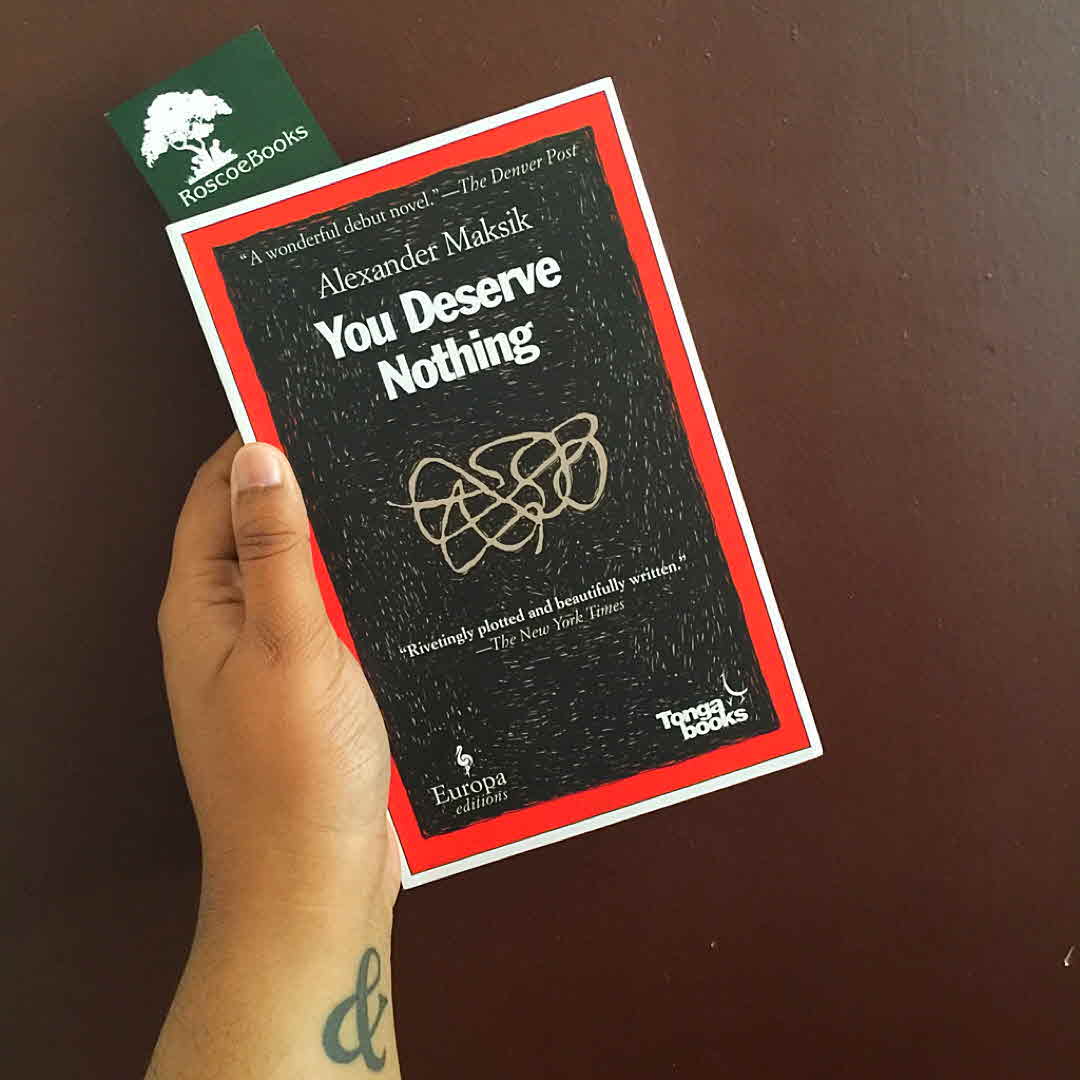 RoscoeBooks
“A wonderful debut novel.”—The Denver Post
Alexander Maksik
You Deserve
Nothing
“Rivetingly plotted and beautifully written.”
—The New York Times
Tonga
books
Europa
editions
&